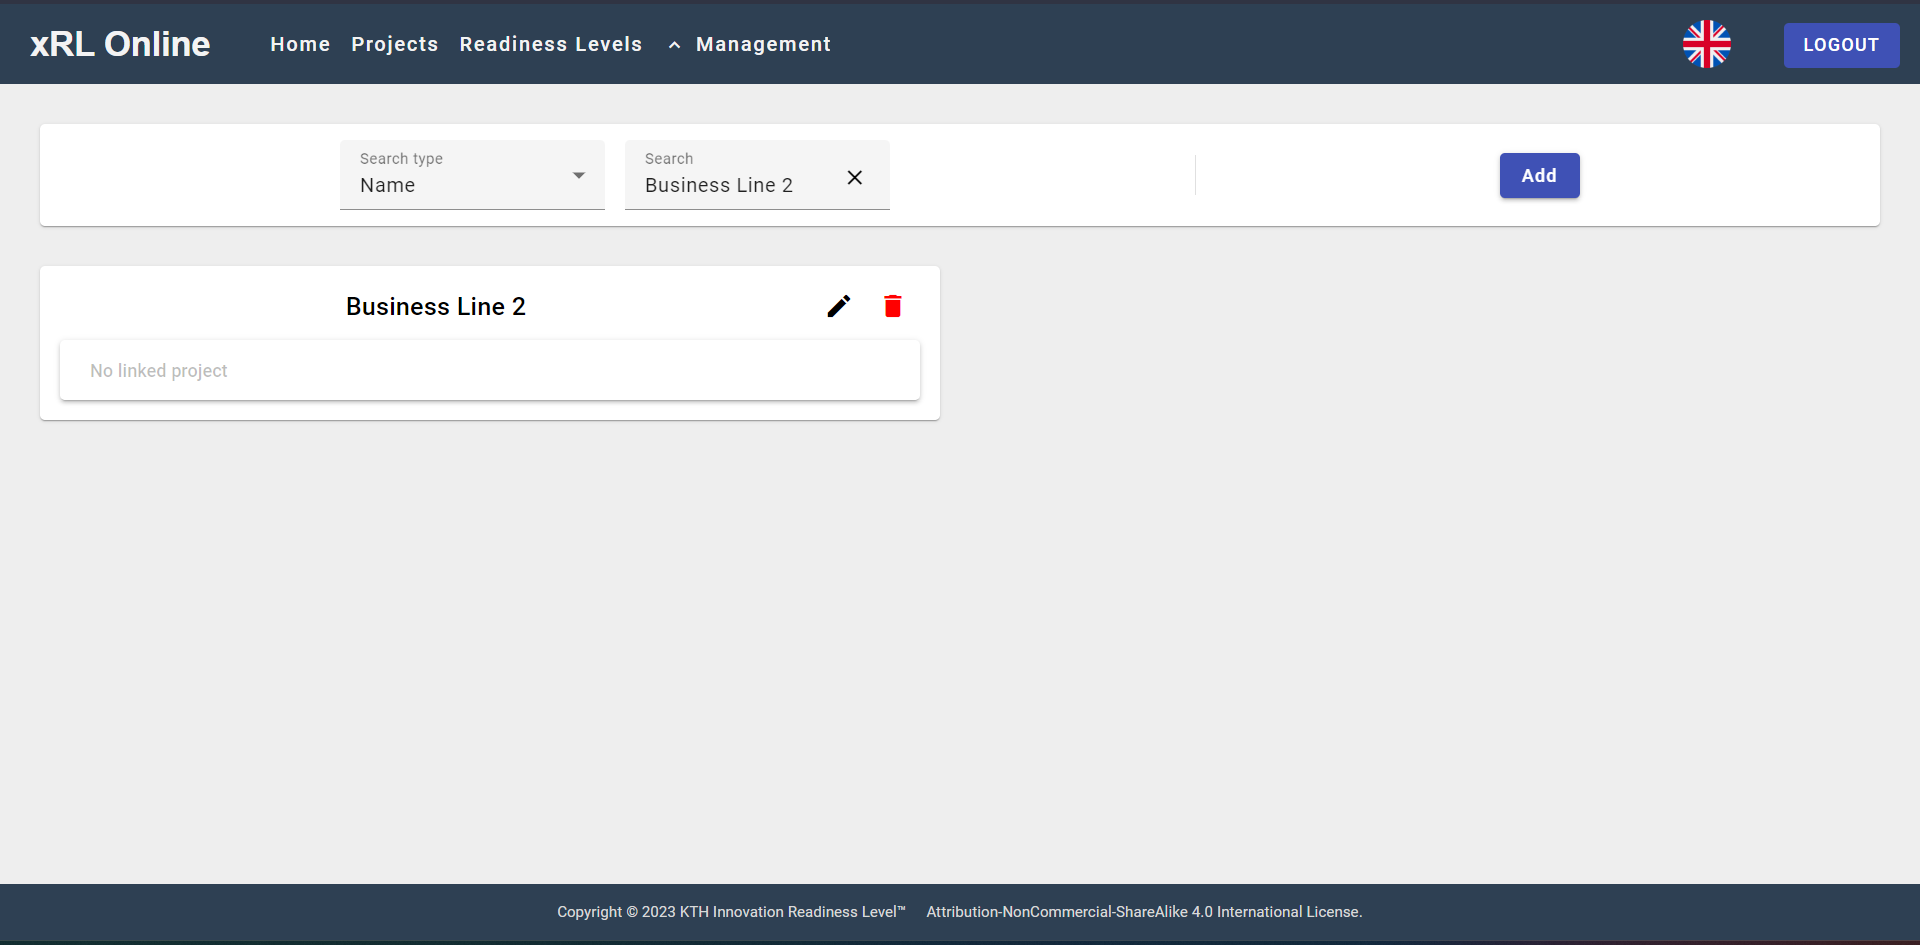 xRL Online
Home Projects Readiness Levels Management
LOGOUT
Search type
Name
Search
Business Line 2
Add
Business Line 2
No linked project
Copyright © 2023 KTH Innovation Readiness Level™ Attribution-NonCommercial-ShareAlike 4.0 International License.